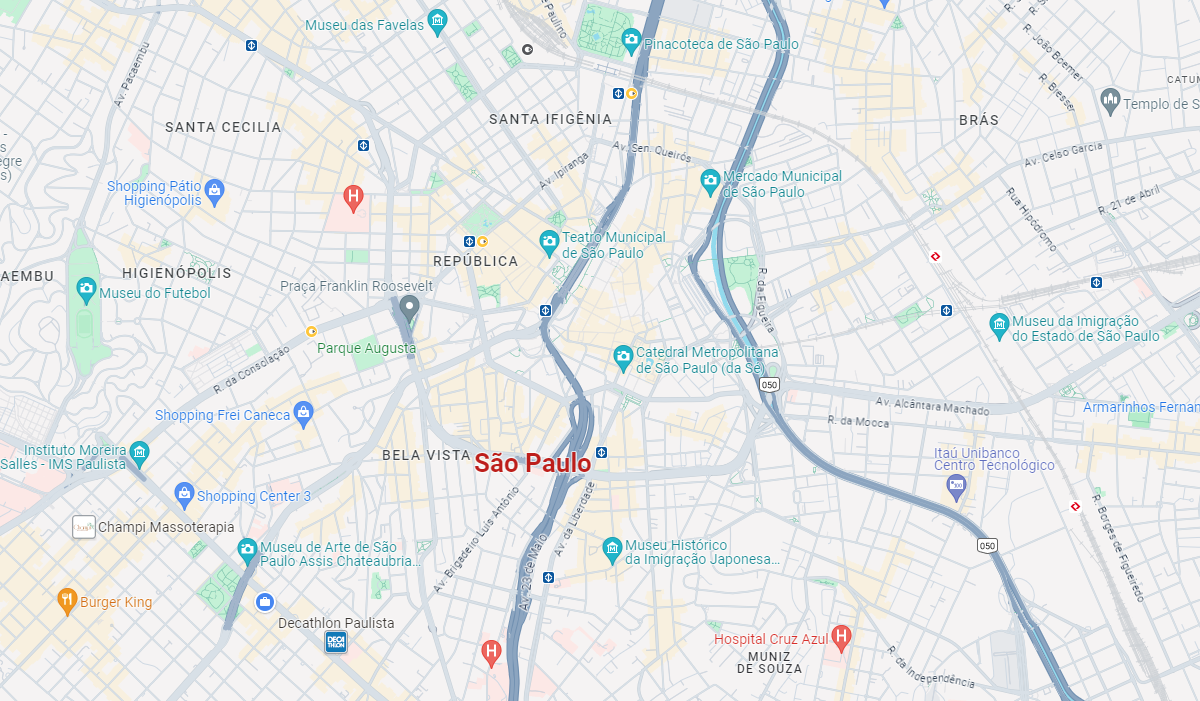 Museu das Favelas
Paulino
Pinacoteca de São Paulo
R. João Boemer
R. Bresser
CATUM
Templo de S
Av. Pacaembu
SANTA CECILIA
SANTA IFIGÊNIA
BRÁS
Av. Sen. Queirós
Av. Celso Garcia
Av. Ipiranga
Mercado Municipal
de São Paulo
Shopping Pátio
Higienópolis
R. 21 de Abril
Rua Hipódromo
Teatro Municipal
de São Paulo
REPÚBLICA
AEMBU
HIGIENÓPOLIS
Praça Franklin Roosevelt
Museu do Futebol
R. da Figueira
Museu da Imigração
do Estado de São Paulo
Parque Augusta
Catedral Metropolitana
de São Paulo (da Sé)
R. da Consolação
050
Av. Alcântara Machado
Armarinhos Fernan
Shopping Frei Caneca
R. da Mooca
Instituto Moreira
Salles - IMS Paulista
BELA VISTA
São Paulo
Itaú Unibanco
Centro Tecnológico
Shopping Center 3
Champi Massoterapia
Av. Brigadeiro Luís Antônio
Av. da Liberdade
R. Borges de Figueiredo
Museu de Arte de São
Paulo Assis Chateaubria...
Museu Histórico
da Imigração Japonesa...
050
Av. 23 de Maio
Burger King
Decathlon Paulista
DECA
THLON
Hospital Cruz Azul
MUNIZ
DE SOUZA
R. da Independência